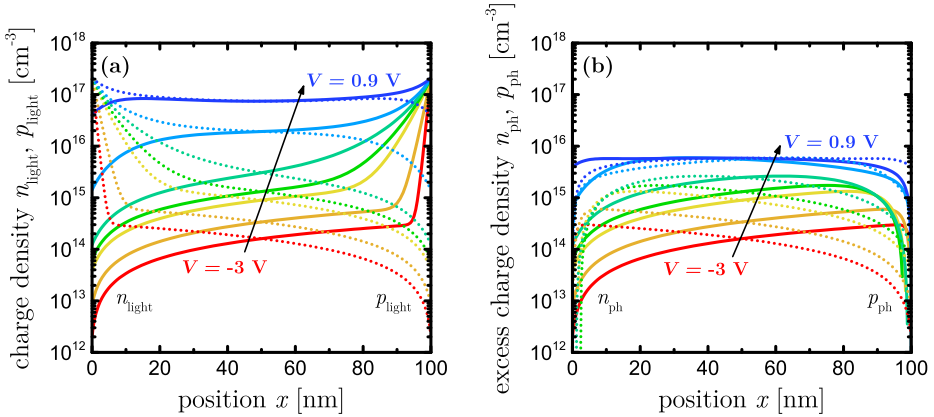 charge density n_light, p_light [cm^-3]
10^18
10^17
10^16
10^15
10^14
10^13
10^12
(a)
V = 0.9 V
V = -3 V
n_light
p_light
0 20 40 60 80 100
position x [nm]
excess charge density n_ph, p_ph [cm^-3]
10^18
10^17
10^16
10^15
10^14
10^13
10^12
(b)
V = 0.9 V
V = -3 V
n_ph
p_ph
0 20 40 60 80 100
position x [nm]